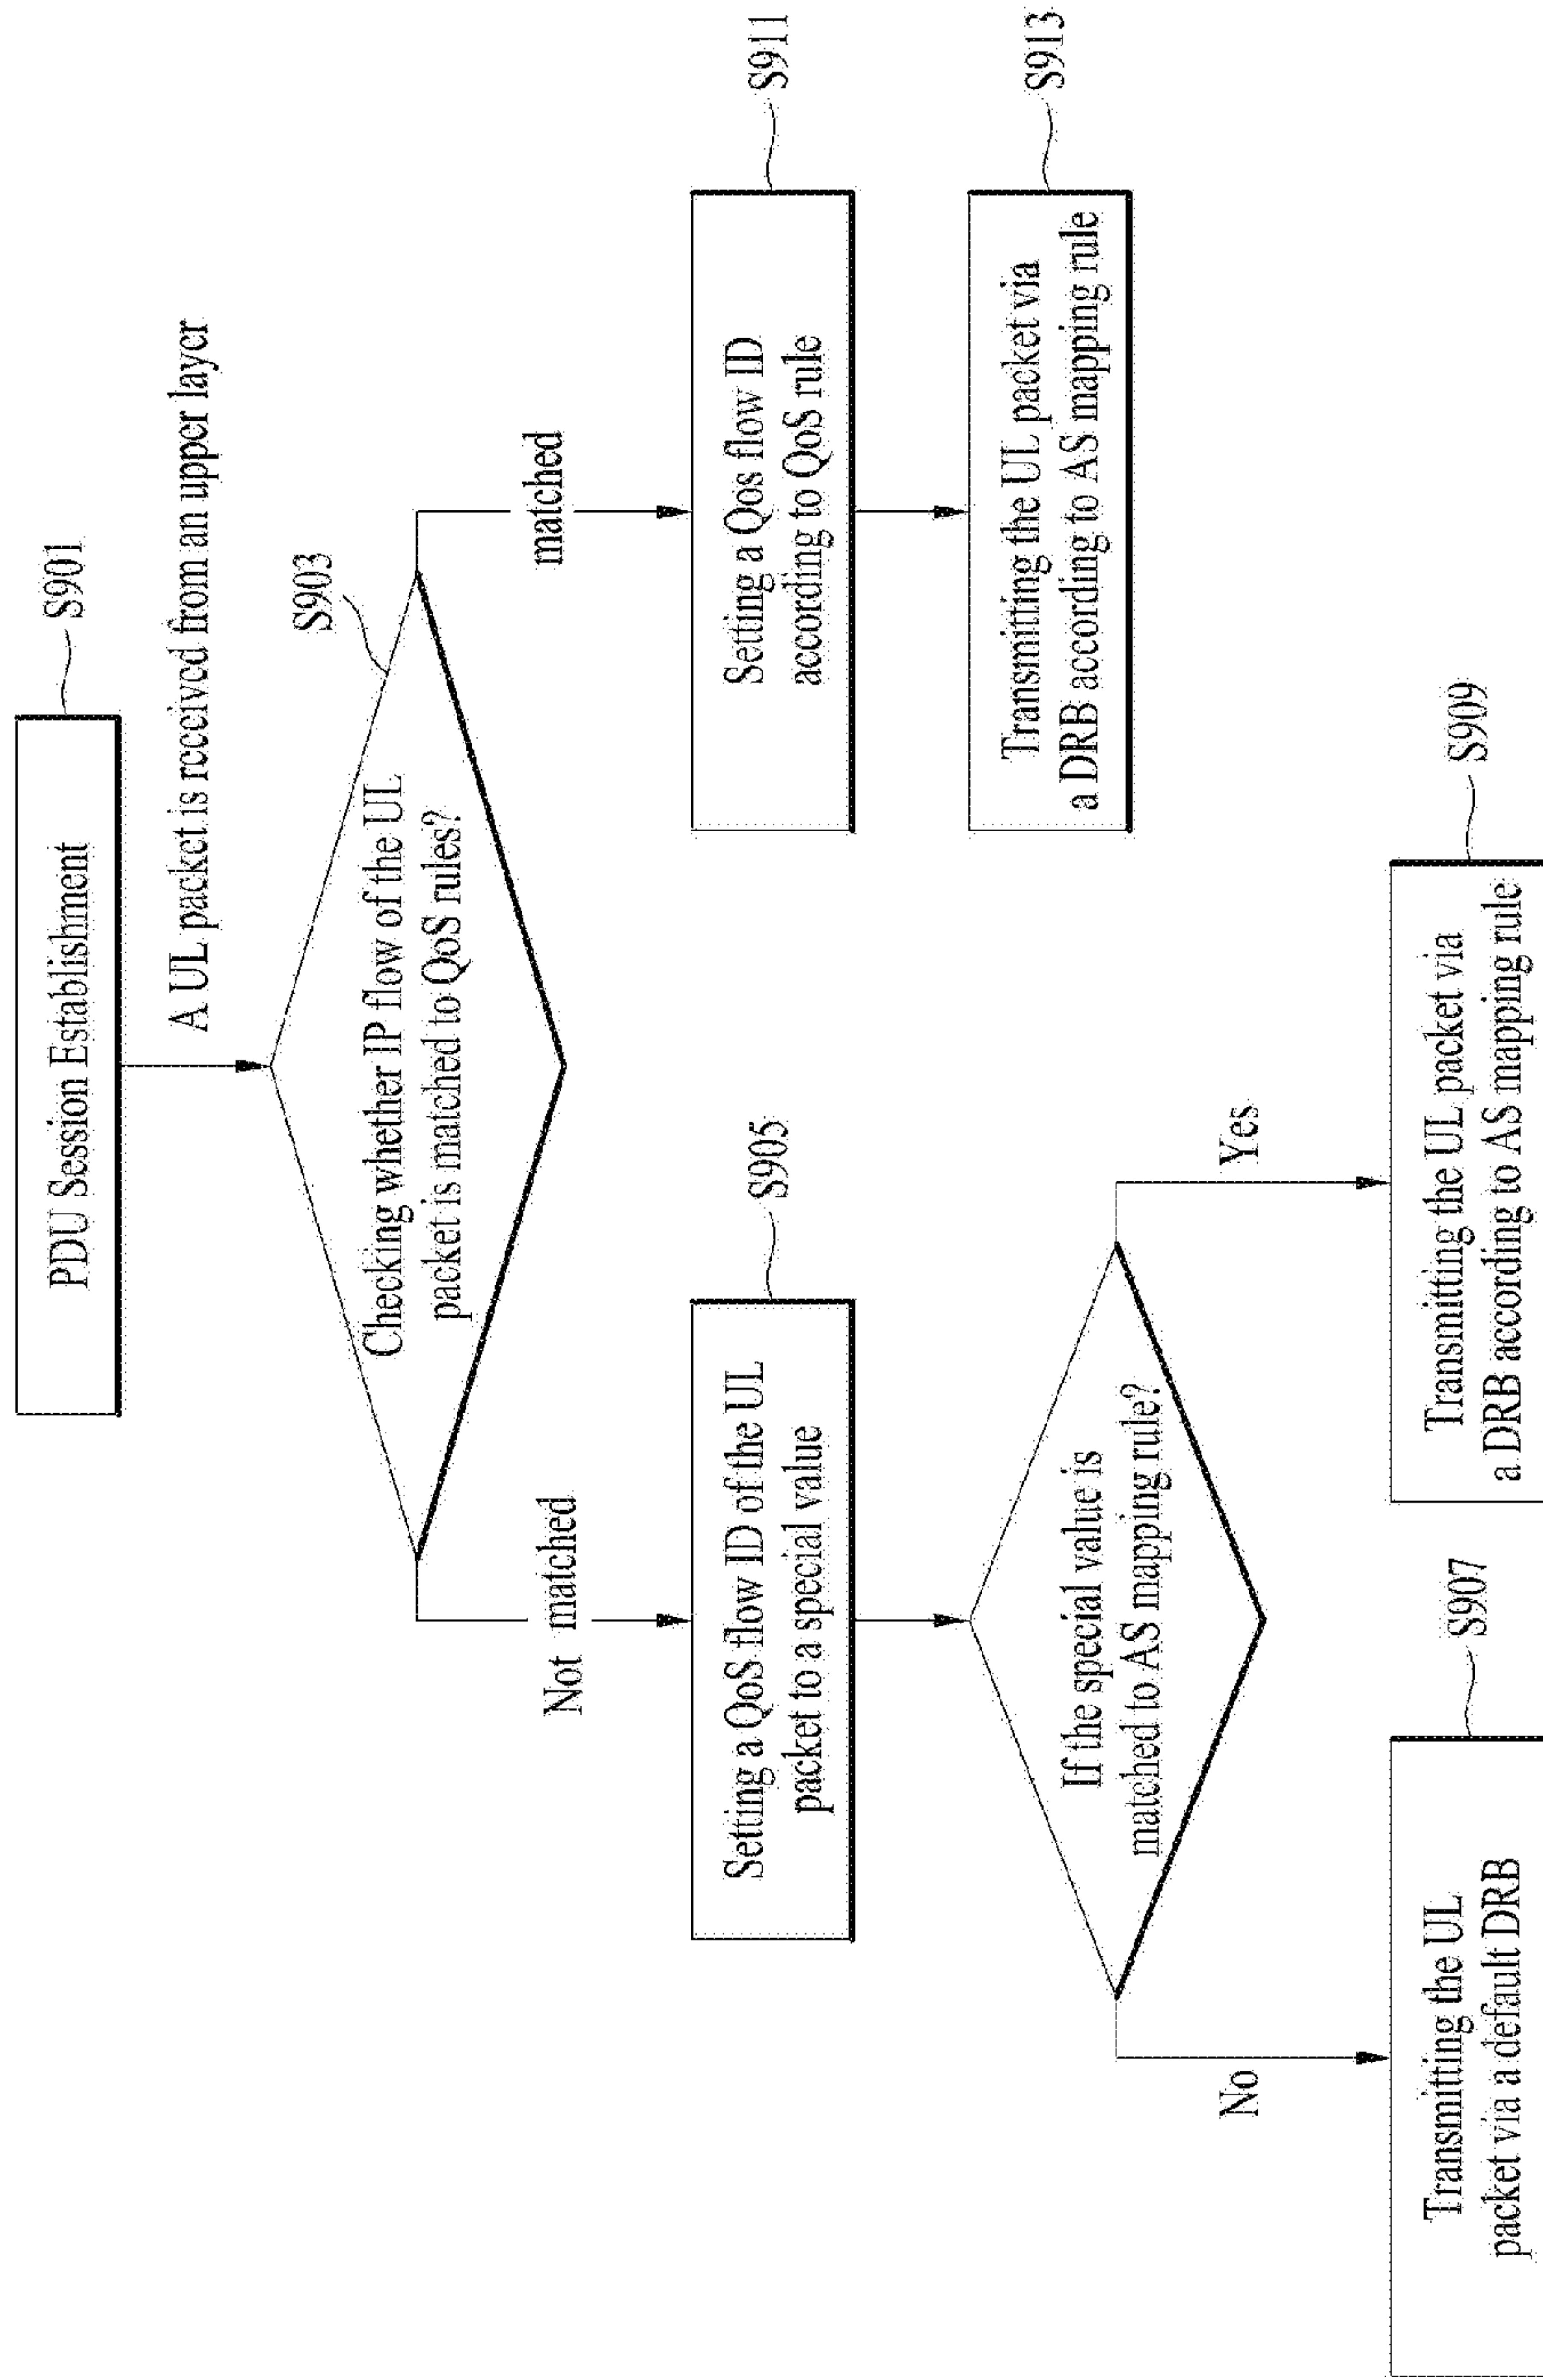 PDU Session Establishment
S901
A UL packet is received from an upper layer
S903
Checking whether IP flow of the UL
packet is matched to QoS rules?
Not matched
matched
Setting a QoS flow ID of the UL
packet to a special value
S905
Setting a Qos flow ID
according to QoS rule
S911
If the special value is
matched to AS mapping rule?
Transmitting the UL packet via
a DRB according to AS mapping rule
S913
No
Yes
Transmitting the UL
packet via a default DRB
S907
Transmitting the UL packet via
a DRB according to AS mapping rule
S909